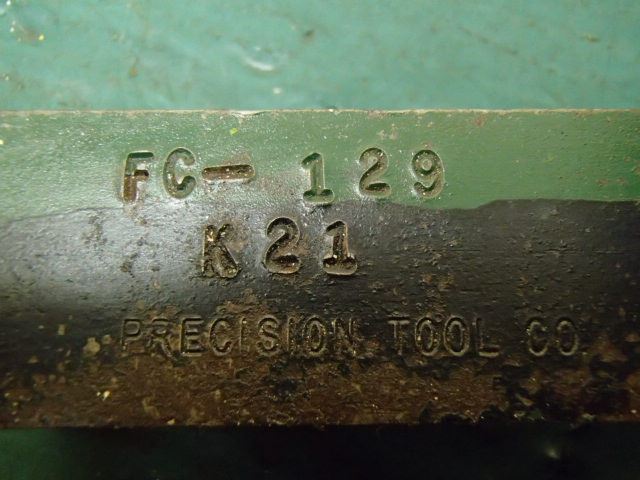 FC- 129
K21
PRECISION TOOL CO.